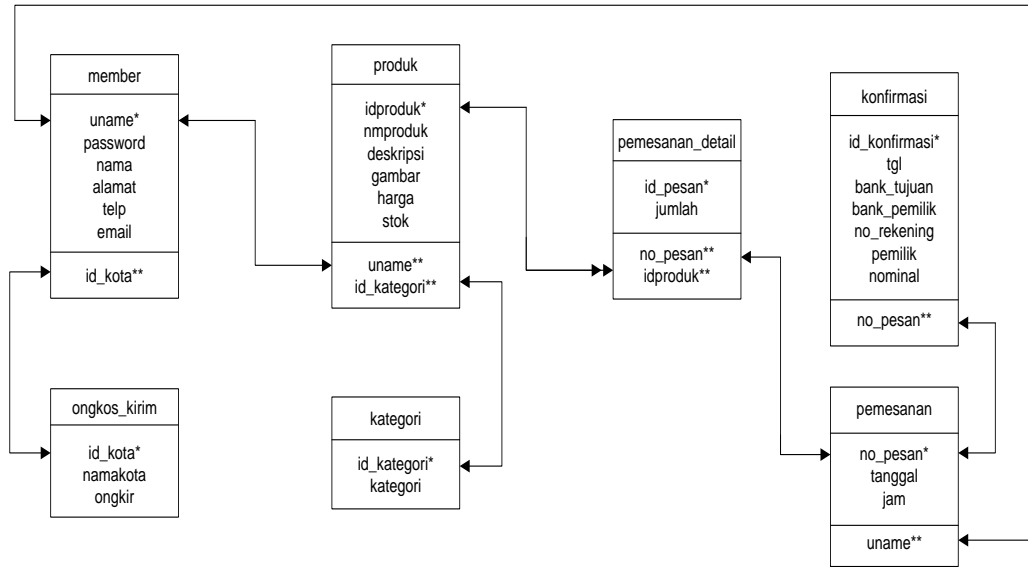 member
uname*
password
nama
alamat
telp
email
id_kota**
produk
idproduk*
nmproduk
deskripsi
gambar
harga
stok
uname**
id_kategori**
pemesanan_detail
id_pesan*
jumlah
no_pesan**
idproduk**
konfirmasi
id_konfirmasi*
tgl
bank_tujuan
bank_pemilik
no_rekening
pemilik
nominal
no_pesan**
ongkos_kirim
id_kota*
namakota
ongkir
kategori
id_kategori*
kategori
pemesanan
no_pesan*
tanggal
jam
uname**